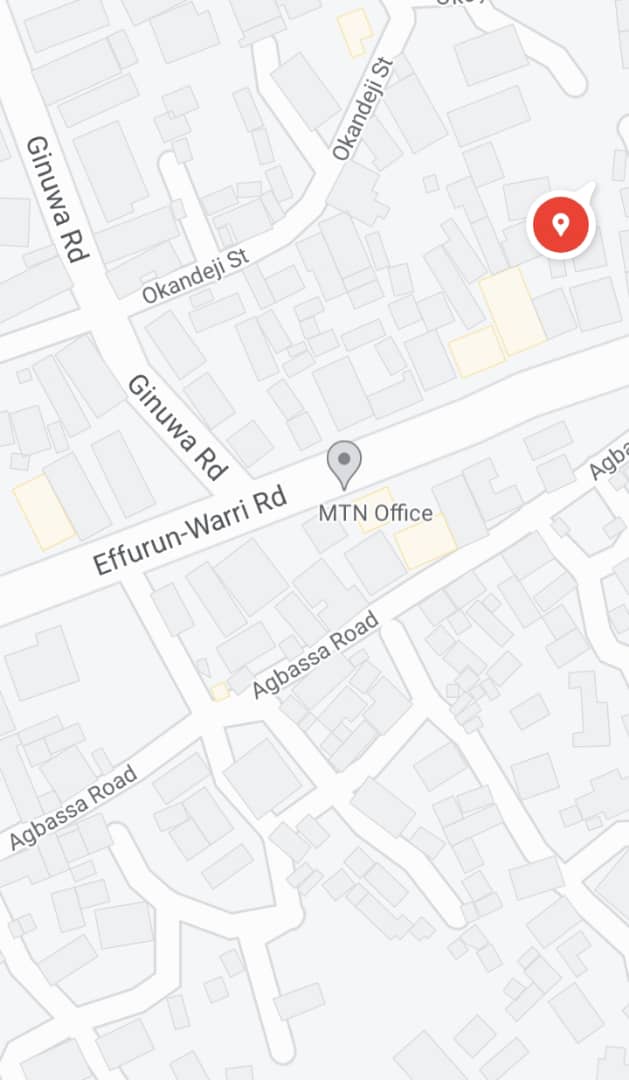 Ginuwa Rd
Okandeji St
Okandeji St
Ginuwa Rd
Effurun-Warri Rd
MTN Office
Agbassa Road
Agbassa Road